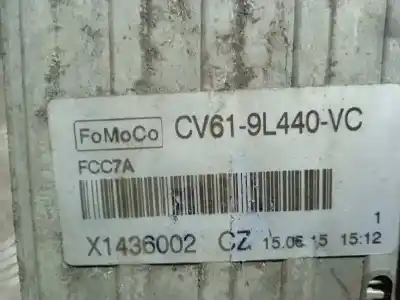 FoMoCo CV61-9L440-VC
FCC7A
1
X1436002 CZ 15.06.15 15:12